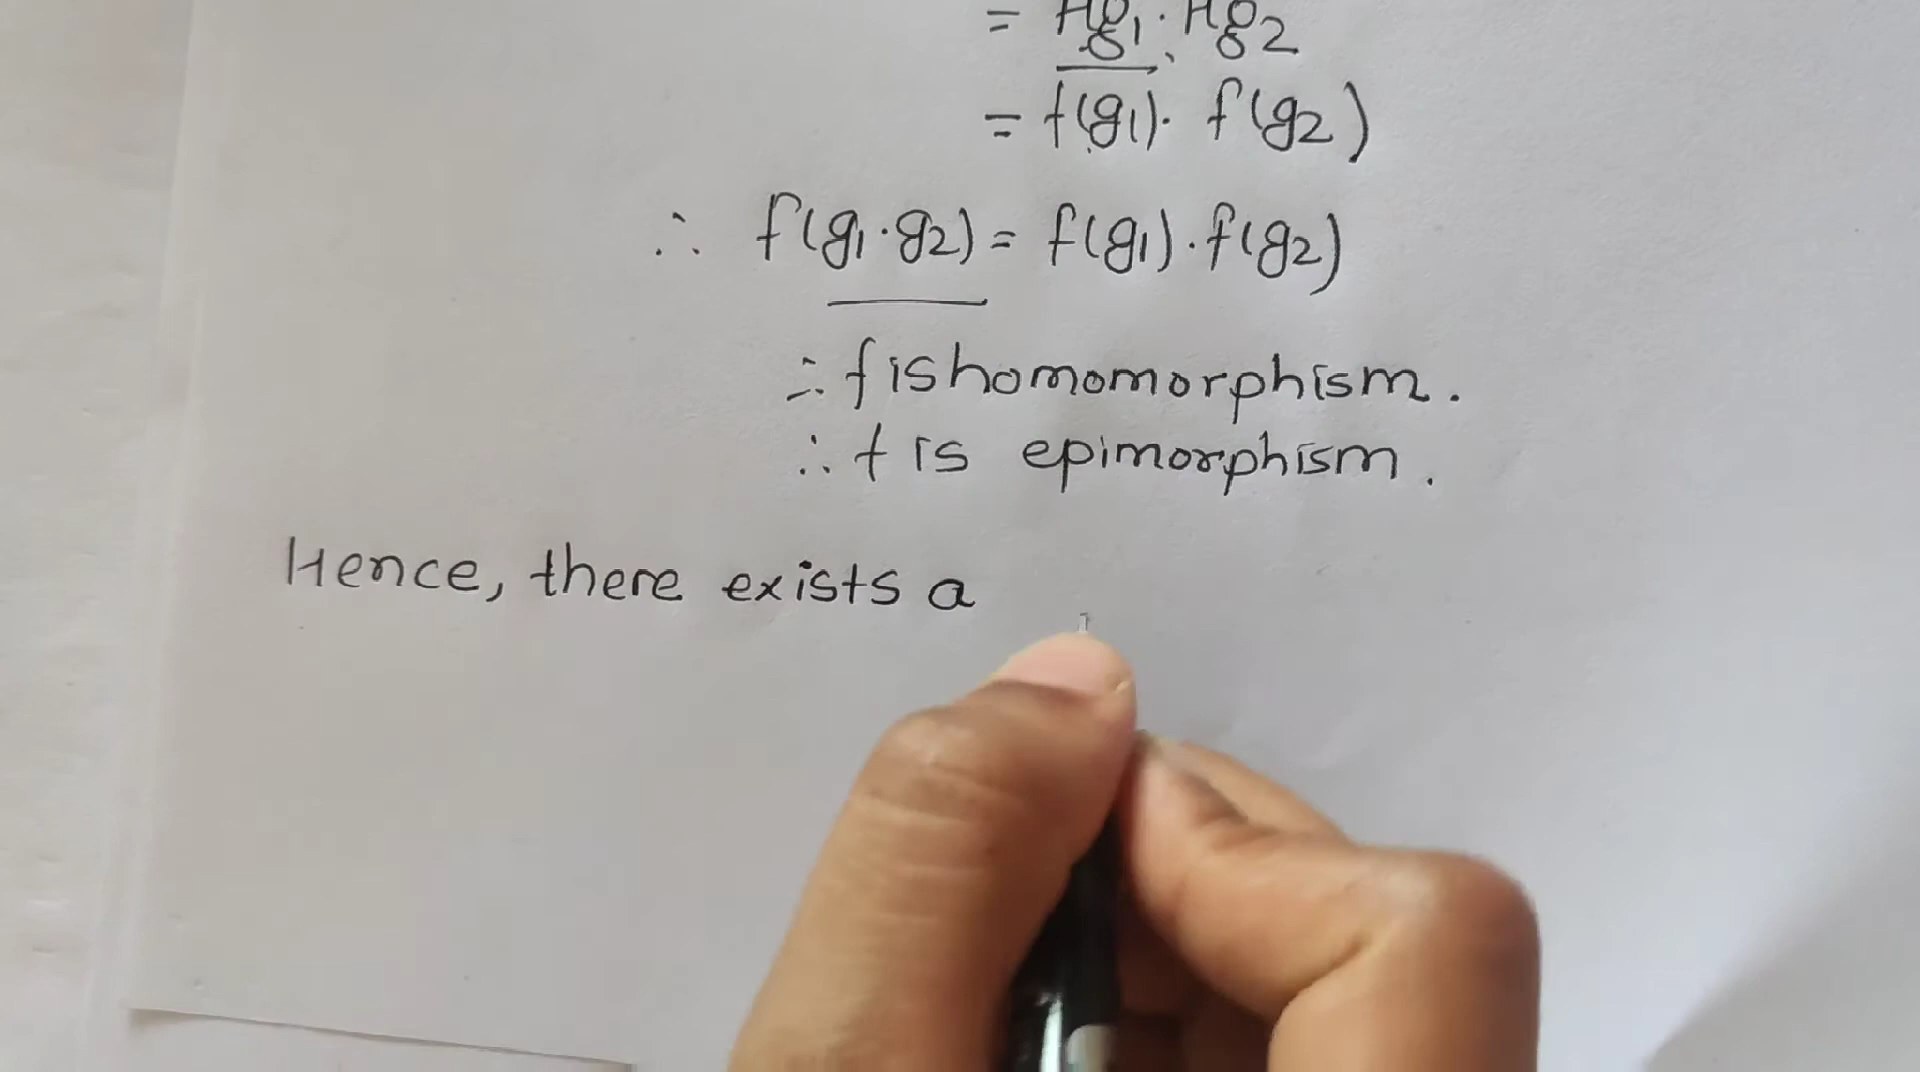 = Hg1 . Hg2
= f(g1). f(g2)
∴ f(g1.g2) = f(g1).f(g2)
∴ f is homomorphism.
∴ f is epimorphism.
Hence, there exists a